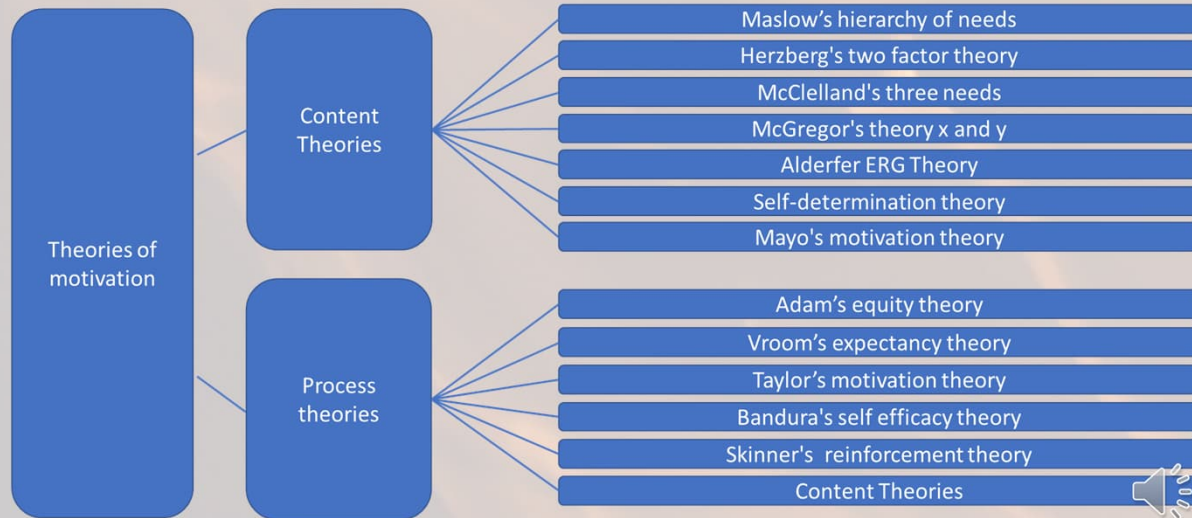 Theories of
motivation
Content
Theories
Maslow’s hierarchy of needs
Herzberg's two factor theory
McClelland's three needs
McGregor's theory x and y
Alderfer ERG Theory
Self-determination theory
Mayo's motivation theory
Process
theories
Adam’s equity theory
Vroom’s expectancy theory
Taylor’s motivation theory
Bandura's self efficacy theory
Skinner's  reinforcement theory
Content Theories